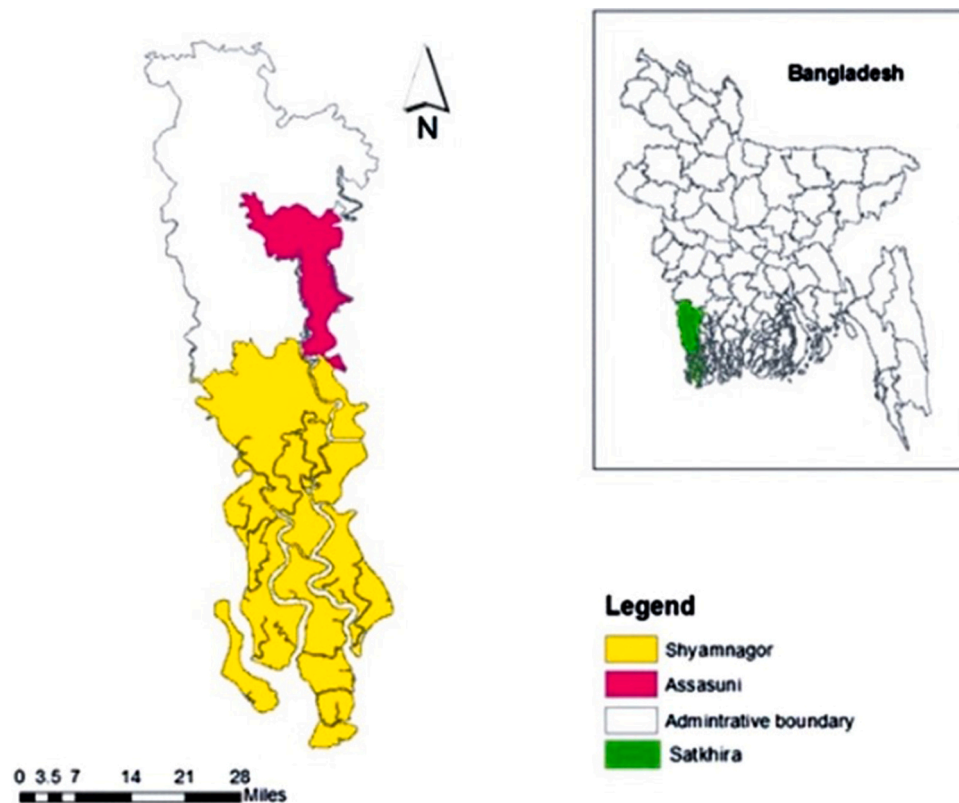 N
Bangladesh
Legend
Shyamnagor
Assasuni
Admintrative boundary
Satkhira
0 3.5 7 14 21 28
Miles